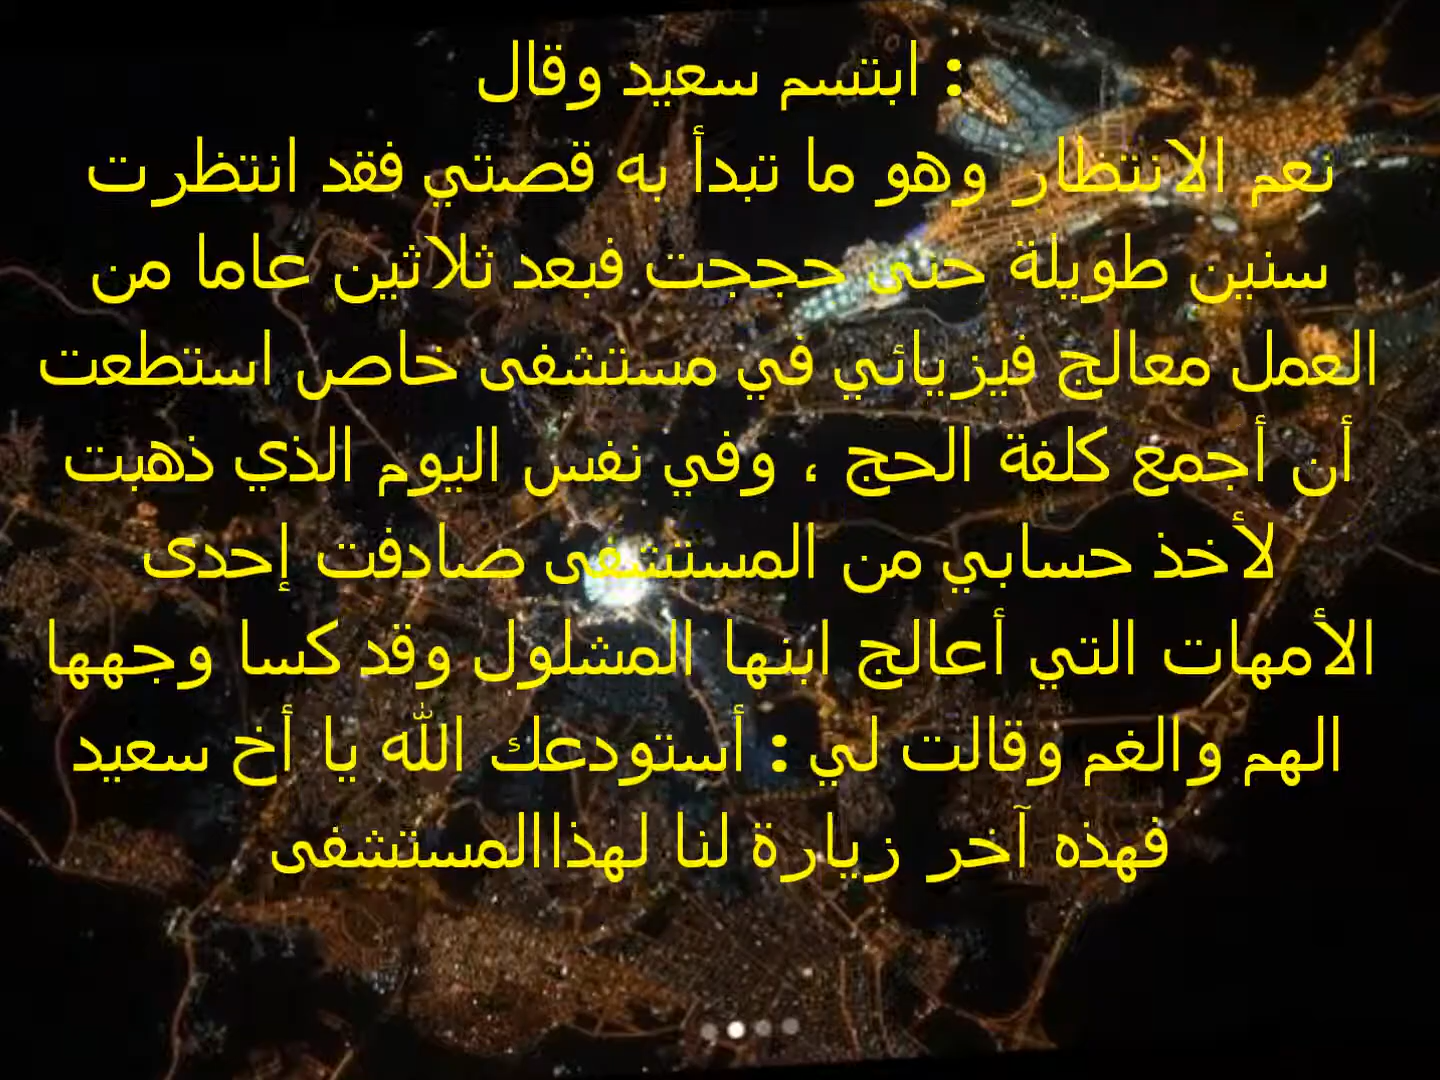 ابتسم سعيد وقال :
نعم الانتظار وهو ما تبدأ به قصتي فقد انتظرت
سنين طويلة حتى حججت فبعد ثلاثين عاما من
العمل معالج فيزيائي في مستشفى خاص استطعت
أن أجمع كلفة الحج ، وفي نفس اليوم الذي ذهبت
لأخذ حسابي من المستشفى صادفت إحدى
الأمهات التي أعالج ابنها المشلول وقد كسا وجهها
الهم والغم وقالت لي : أستودعك الله يا أخ سعيد
فهذه آخر زيارة لنا لهذاالمستشفى